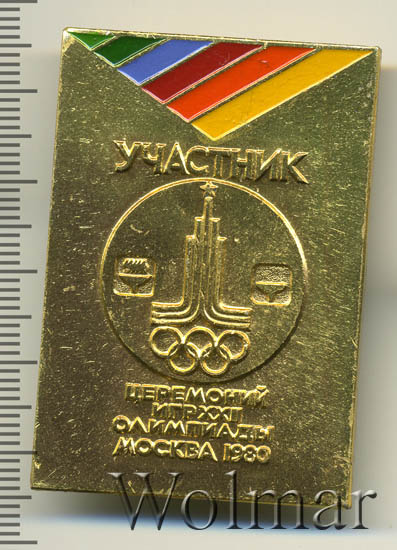 УЧАСТНИК
ЦЕРЕМОНИЙ
ИГР XXII
ОЛИМПИАДЫ
МОСКВА 1980
Wolmar